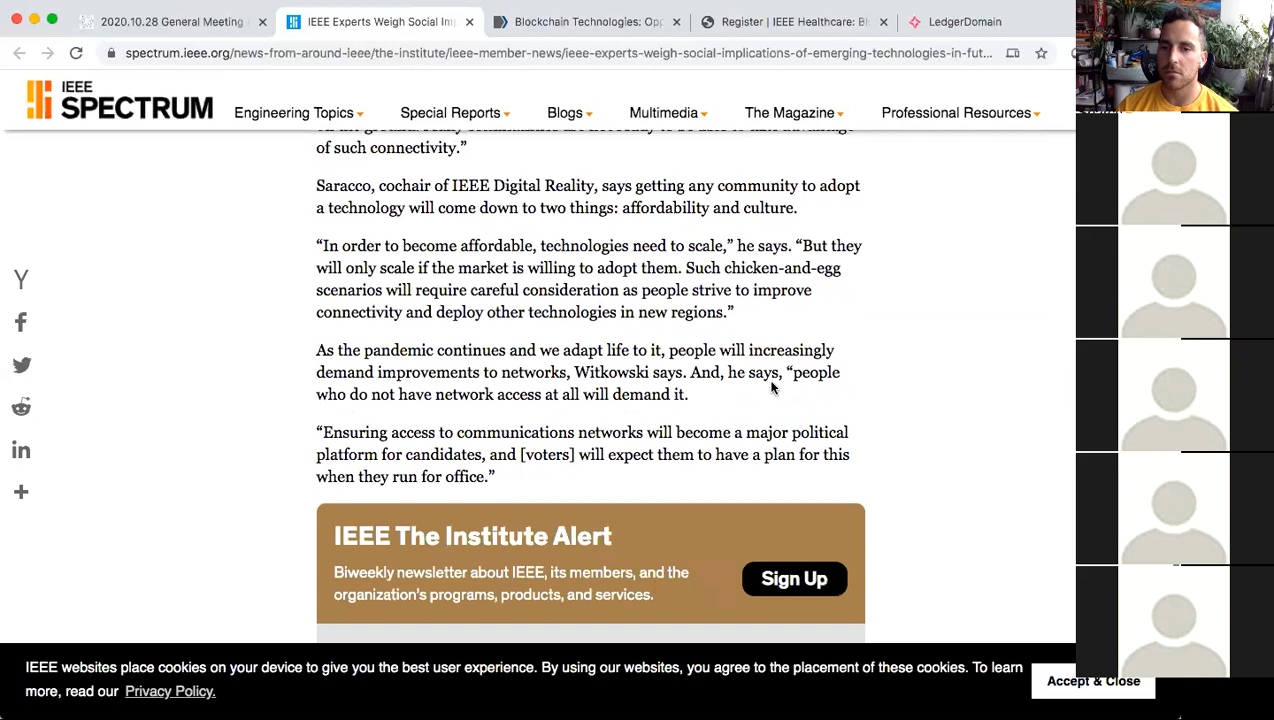 2020.10.28 General Meeting
IEEE Experts Weigh Social Im
Blockchain Technologies: Opp
Register | IEEE Healthcare: Bl
LedgerDomain
spectrum.ieee.org/news-from-around-ieee/the-institute/ieee-member-news/ieee-experts-weigh-social-implications-of-emerging-technologies-in-fut...
IEEE
SPECTRUM
Engineering Topics
Special Reports
Blogs
Multimedia
The Magazine
Professional Resources
of such connectivity.”
Saracco, cochair of IEEE Digital Reality, says getting any community to adopt
a technology will come down to two things: affordability and culture.
“In order to become affordable, technologies need to scale,” he says. “But they
will only scale if the market is willing to adopt them. Such chicken-and-egg
scenarios will require careful consideration as people strive to improve
connectivity and deploy other technologies in new regions.”
As the pandemic continues and we adapt life to it, people will increasingly
demand improvements to networks, Witkowski says. And, he says, “people
who do not have network access at all will demand it.
“Ensuring access to communications networks will become a major political
platform for candidates, and [voters] will expect them to have a plan for this
when they run for office.”
IEEE The Institute Alert
Biweekly newsletter about IEEE, its members, and the
organization's programs, products, and services.
Sign Up
IEEE websites place cookies on your device to give you the best user experience. By using our websites, you agree to the placement of these cookies. To learn
more, read our Privacy Policy.
Accept & Close